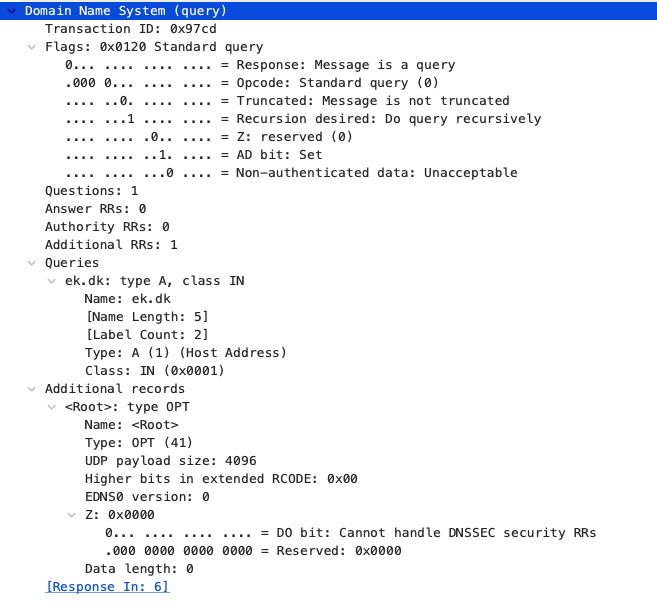 Domain Name System (query)
Transaction ID: 0x97cd
Flags: 0x0120 Standard query
0... .... .... .... = Response: Message is a query
.000 0... .... .... = Opcode: Standard query (0)
.... ..0. .... .... = Truncated: Message is not truncated
.... ...1 .... .... = Recursion desired: Do query recursively
.... .... .0.. .... = Z: reserved (0)
.... .... ..1. .... = AD bit: Set
.... .... ...0 .... = Non-authenticated data: Unacceptable
Questions: 1
Answer RRs: 0
Authority RRs: 0
Additional RRs: 1
Queries
ek.dk: type A, class IN
Name: ek.dk
[Name Length: 5]
[Label Count: 2]
Type: A (1) (Host Address)
Class: IN (0x0001)
Additional records
<Root>: type OPT
Name: <Root>
Type: OPT (41)
UDP payload size: 4096
Higher bits in extended RCODE: 0x00
EDNS0 version: 0
Z: 0x0000
0... .... .... .... = DO bit: Cannot handle DNSSEC security RRs
.000 0000 0000 0000 = Reserved: 0x0000
Data length: 0
[Response In: 6]